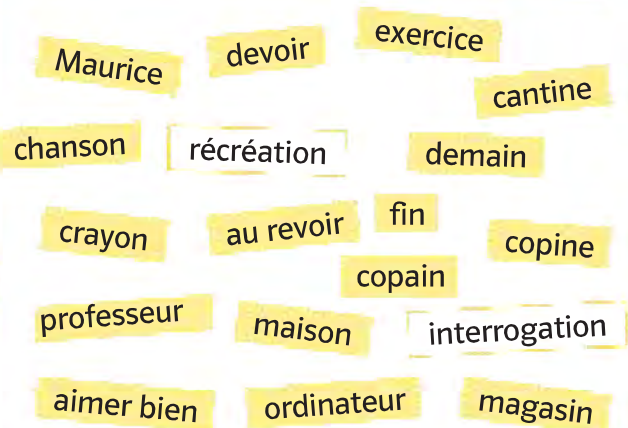 Maurice
devoir
exercice
cantine
chanson
récréation
demain
crayon
au revoir
fin
copine
copain
professeur
maison
interrogation
aimer bien
ordinateur
magasin